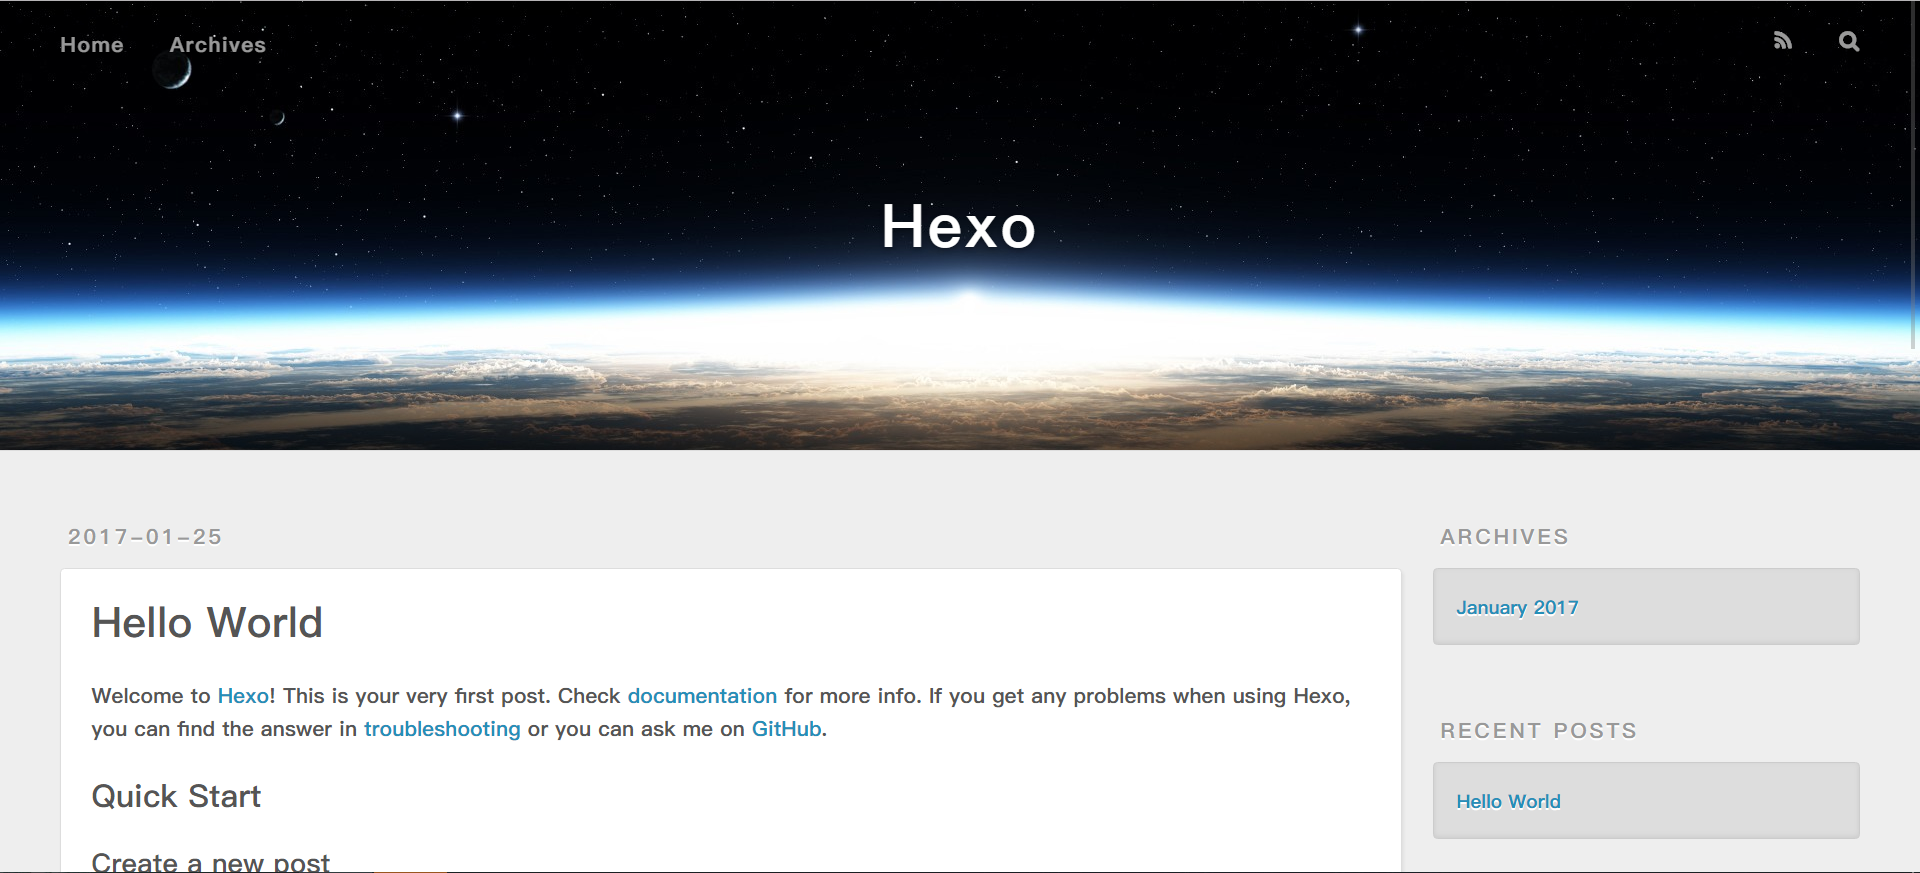 Home Archives
Hexo
2017-01-25
Hello World
Welcome to Hexo! This is your very first post. Check documentation for more info. If you get any problems when using Hexo,
you can find the answer in troubleshooting or you can ask me on GitHub.
Quick Start
Create a new post
ARCHIVES
January 2017
RECENT POSTS
Hello World